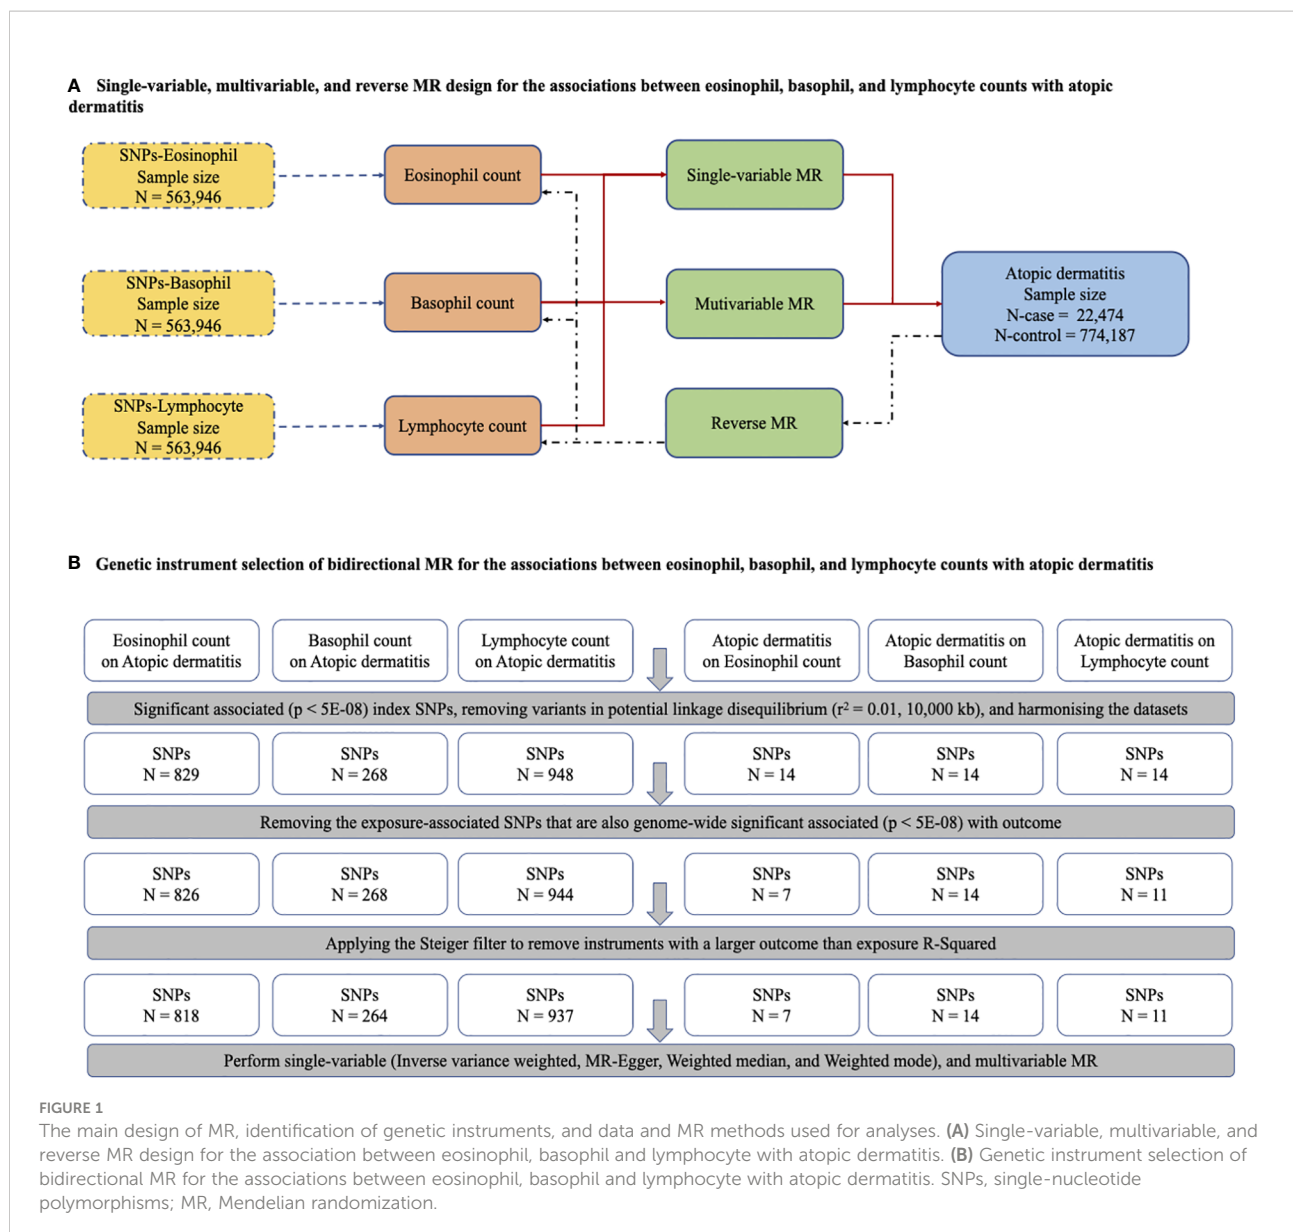 A Single-variable, multivariable, and reverse MR design for the associations between eosinophil, basophil, and lymphocyte counts with atopic
dermatitis
SNPs-Eosinophil
Sample size
N = 563,946
Eosinophil count
Single-variable MR
SNPs-Basophil
Sample size
N = 563,946
Basophil count
Mutivariable MR
Atopic dermatitis
Sample size
N-case = 22,474
N-control = 774,187
SNPs-Lymphocyte
Sample size
N = 563,946
Lymphocyte count
Reverse MR
B Genetic instrument selection of bidirectional MR for the associations between eosinophil, basophil, and lymphocyte counts with atopic dermatitis
Eosinophil count
on Atopic dermatitis
Basophil count
on Atopic dermatitis
Lymphocyte count
on Atopic dermatitis
Atopic dermatitis
on Eosinophil count
Atopic dermatitis on
Basophil count
Atopic dermatitis on
Lymphocyte count
Significant associated (p < 5E-08) index SNPs, removing variants in potential linkage disequilibrium (r² = 0.01, 10,000 kb), and harmonising the datasets
SNPs
N = 829
SNPs
N = 268
SNPs
N = 948
SNPs
N = 14
SNPs
N = 14
SNPs
N = 14
Removing the exposure-associated SNPs that are also genome-wide significant associated (p < 5E-08) with outcome
SNPs
N = 826
SNPs
N = 268
SNPs
N = 944
SNPs
N = 7
SNPs
N = 14
SNPs
N = 11
Applying the Steiger filter to remove instruments with a larger outcome than exposure R-Squared
SNPs
N = 818
SNPs
N = 264
SNPs
N = 937
SNPs
N = 7
SNPs
N = 14
SNPs
N = 11
Perform single-variable (Inverse variance weighted, MR-Egger, Weighted median, and Weighted mode), and multivariable MR
FIGURE 1
The main design of MR, identification of genetic instruments, and data and MR methods used for analyses. (A) Single-variable, multivariable, and
reverse MR design for the association between eosinophil, basophil and lymphocyte with atopic dermatitis. (B) Genetic instrument selection of
bidirectional MR for the associations between eosinophil, basophil and lymphocyte with atopic dermatitis. SNPs, single-nucleotide
polymorphisms; MR, Mendelian randomization.